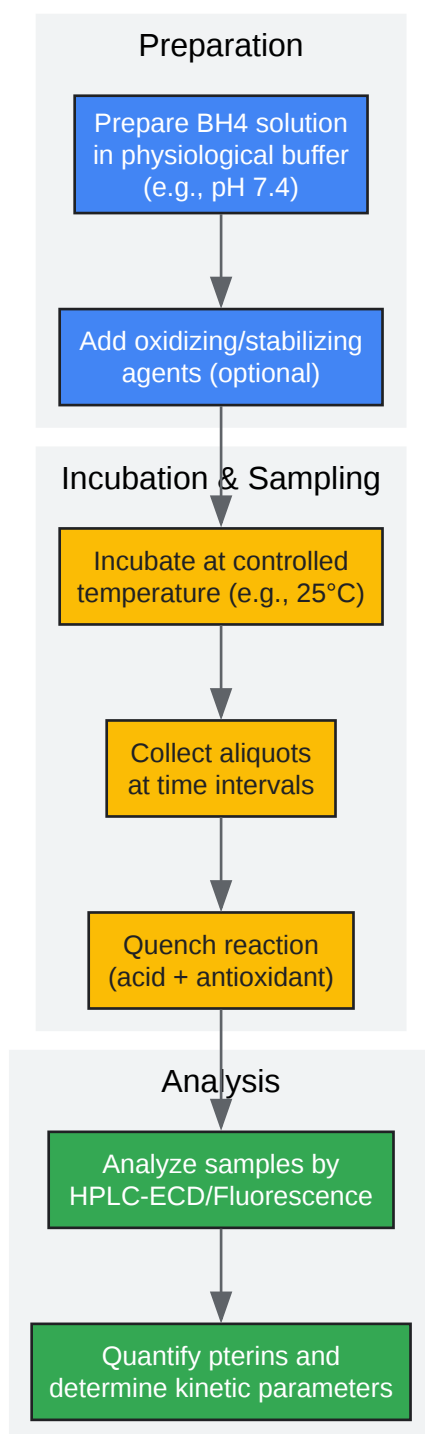 Preparation
Prepare BH4 solution
in physiological buffer
(e.g., pH 7.4)
Add oxidizing/stabilizing
agents (optional)
Incubation & Sampling
Incubate at controlled
temperature (e.g., 25°C)
Collect aliquots
at time intervals
Quench reaction
(acid + antioxidant)
Analysis
Analyze samples by
HPLC-ECD/Fluorescence
Quantify pterins and
determine kinetic parameters